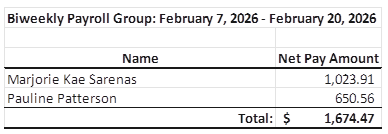 Biweekly Payroll Group: February 7, 2026 - February 20, 2026
Name Net Pay Amount
Marjorie Kae Sarenas 1,023.91
Pauline Patterson 650.56
Total: $ 1,674.47